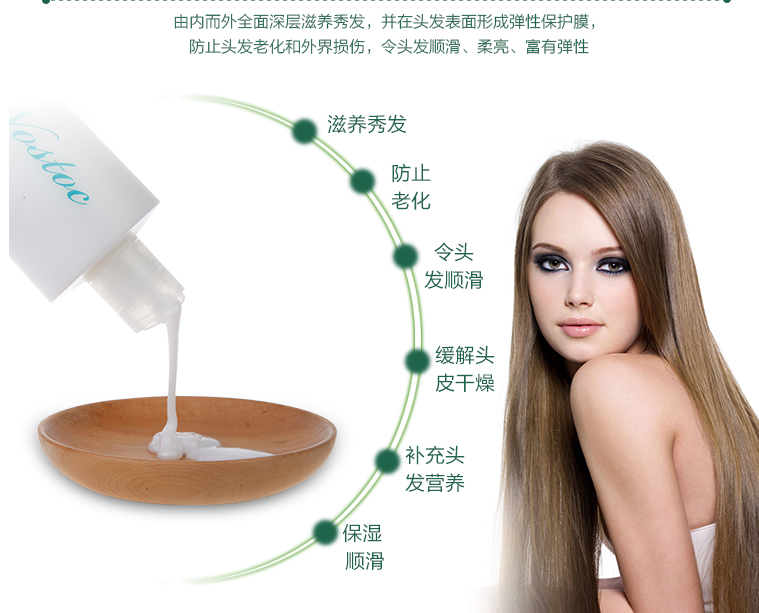 由内而外全面深层滋养秀发，并在头发表面形成弹性保护膜，
防止头发老化和外界损伤，令头发顺滑、柔亮、富有弹性
Nostoc
滋养秀发
防止
老化
令头
发顺滑
缓解头
皮干燥
补充头
发营养
保湿
顺滑